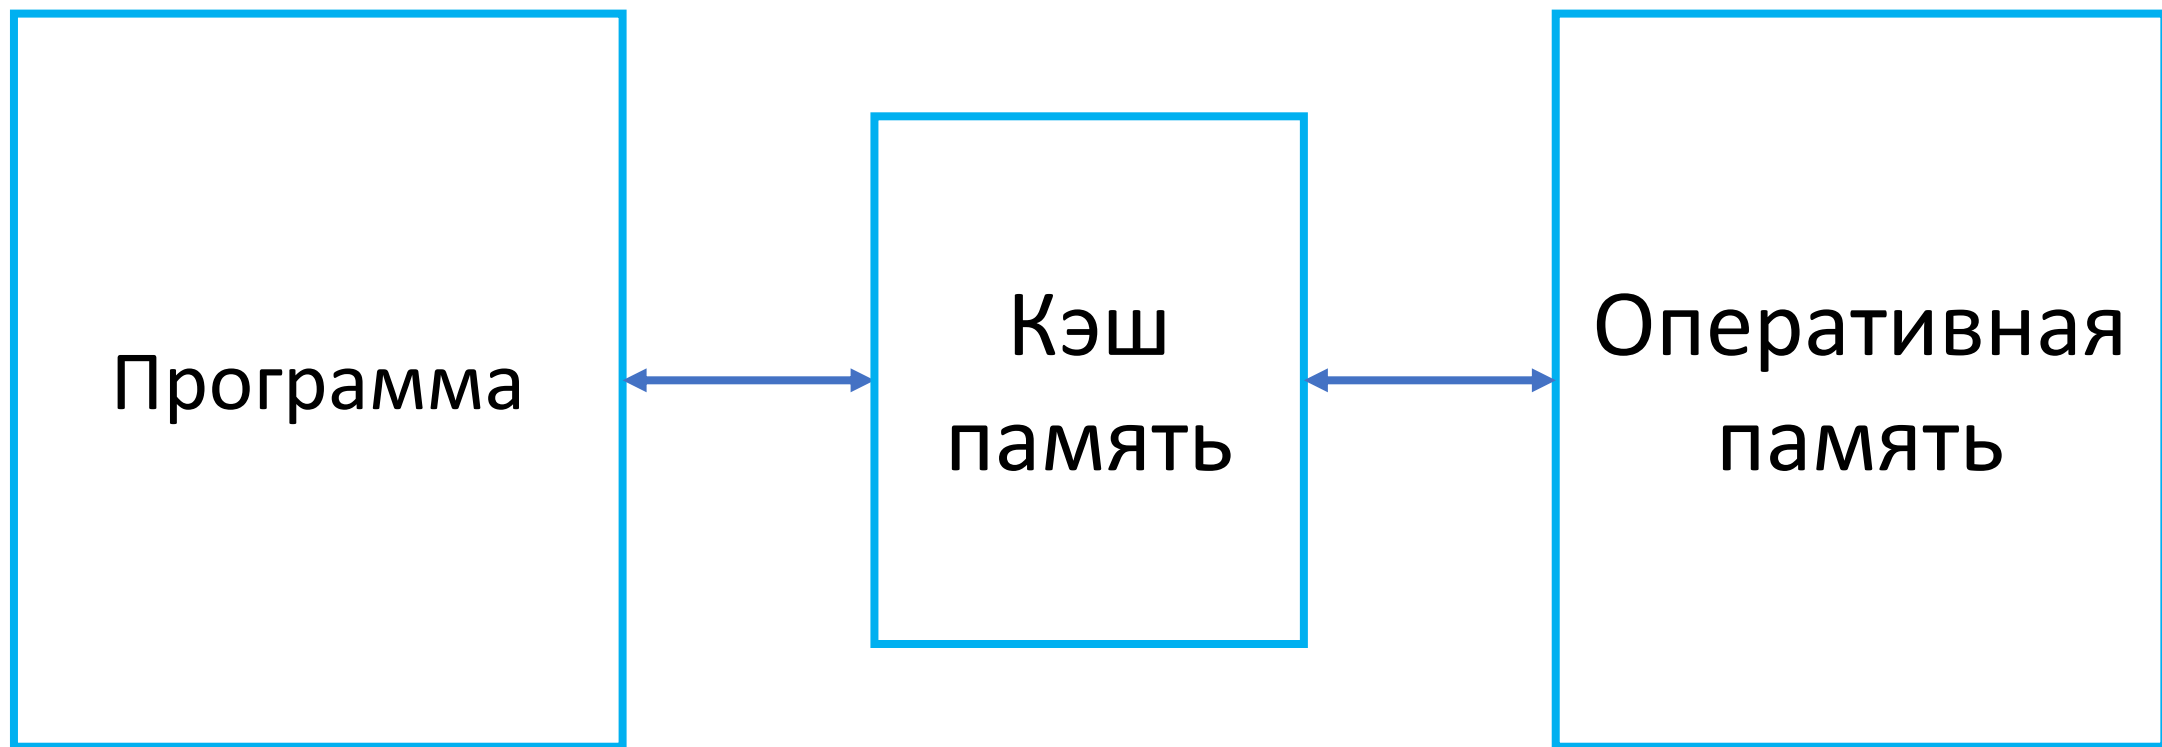 Программа
Кэш
память
Оперативная
память